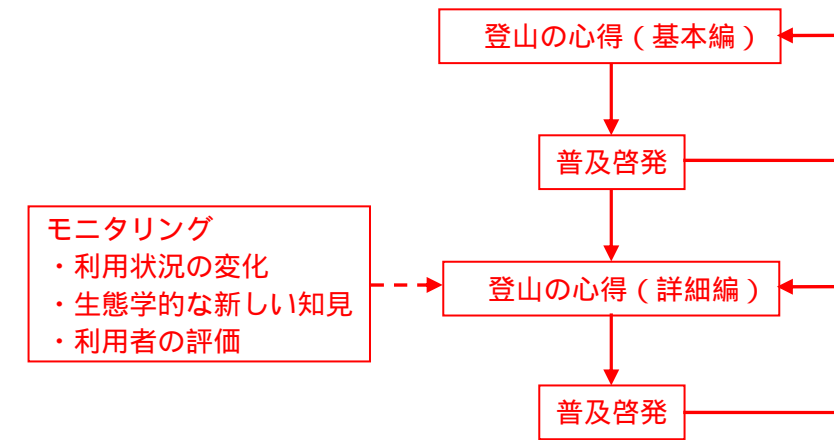 登山の心得（基本編）
普及啓発
モニタリング
・利用状況の変化
・生態学的な新しい知見
・利用者の評価
登山の心得（詳細編）
普及啓発